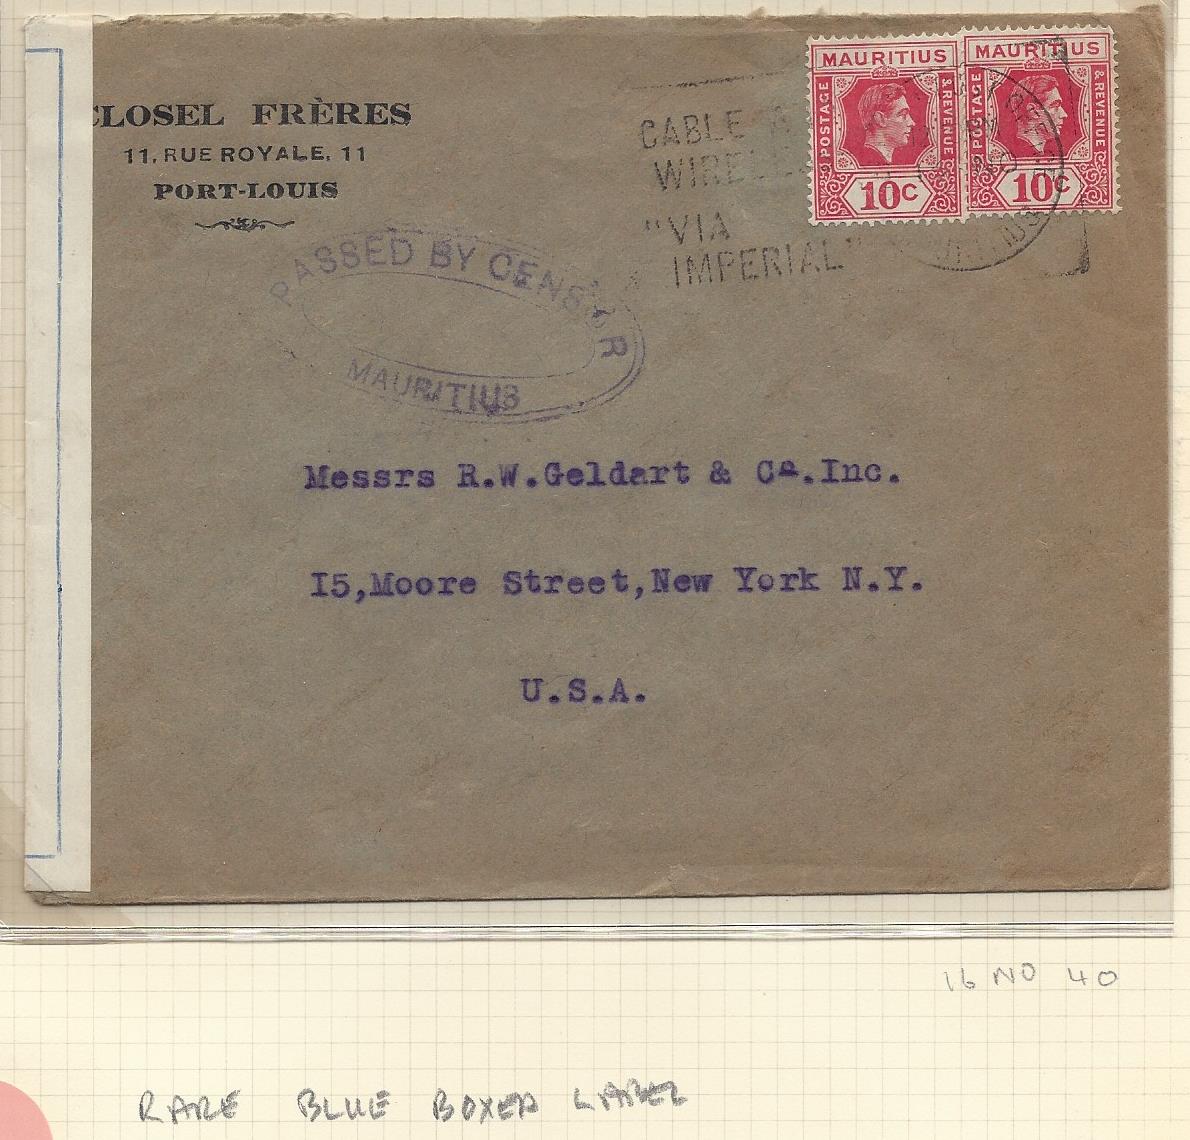 CLOSEL FRÈRES
11, RUE ROYALE, 11
PORT-LOUIS
MAURITIUS
POSTAGE
& REVENUE
10c
MAURITIUS
POSTAGE
& REVENUE
10c
CABLE
"VIA
IMPERIAL"
PASSED BY CENSOR
MAURITIUS
Messrs R.W.Geldart & Co.Inc.
I5,Moore Street,New York N.Y.
U.S.A.
16 NO 40
RARE BLUE BOXED LABEL